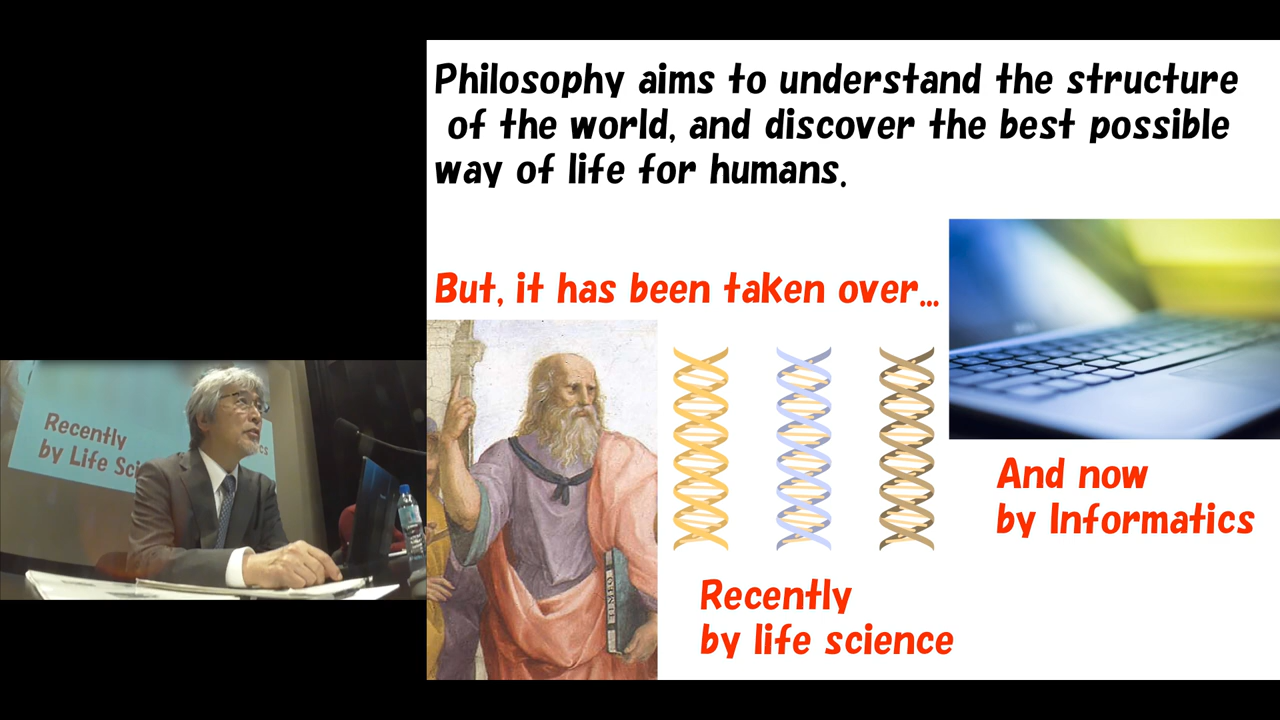 Philosophy aims to understand the structure
of the world, and discover the best possible
way of life for humans.
But, it has been taken over...
And now
by Informatics
Recently
by life science
Recently
by Life Sci
ics